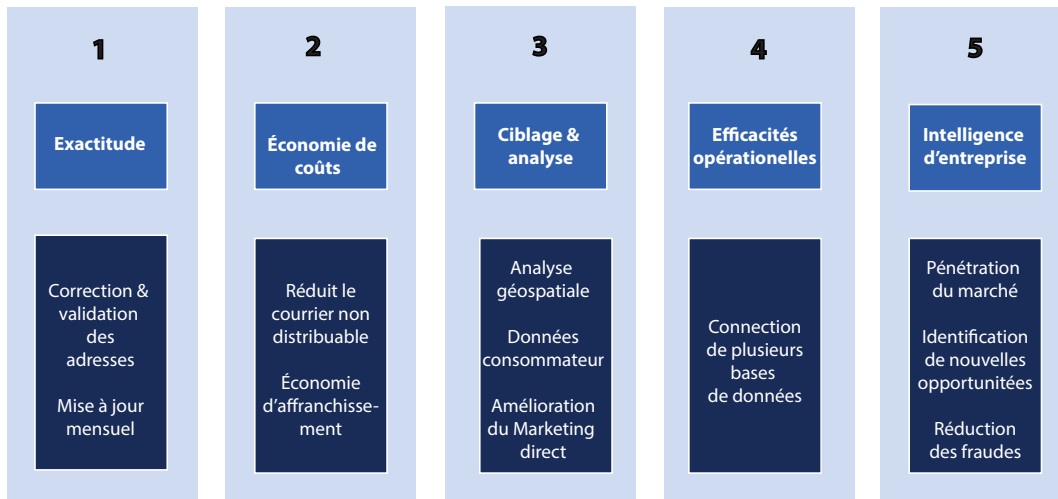 1
Exactitude
Correction &
validation
des
adresses
Mise à jour
mensuel
2
Économie de
coûts
Réduit le
courrier non
distribuable
Économie
d'affranchisse-
ment
3
Ciblage &
analyse
Analyse
géospatiale
Données
consommateur
Amélioration
du Marketing
direct
4
Efficacités
opérationelles
Connection
de plusieurs
bases
de données
5
Intelligence
d'entreprise
Pénétration
du marché
Identification
de nouvelles
opportunitées
Réduction
des fraudes